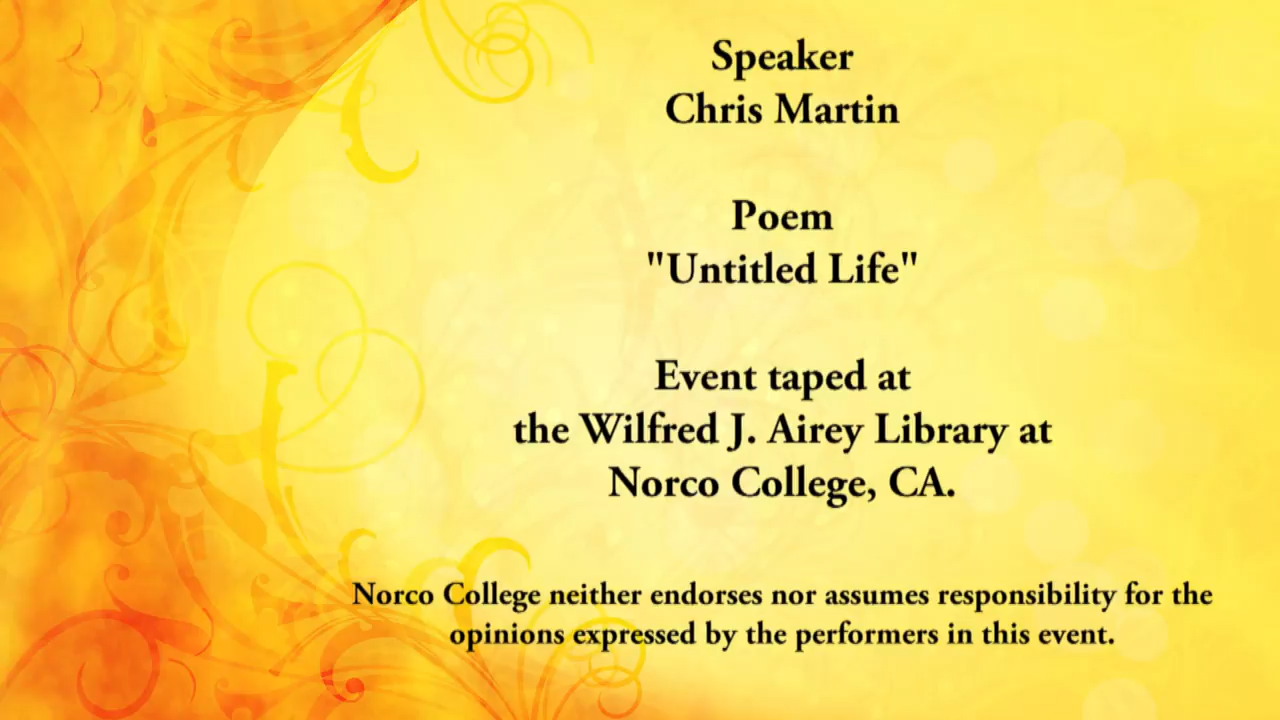 Speaker
Chris Martin
Poem
"Untitled Life"
Event taped at
the Wilfred J. Airey Library at
Norco College, CA.
Norco College neither endorses nor assumes responsibility for the
opinions expressed by the performers in this event.